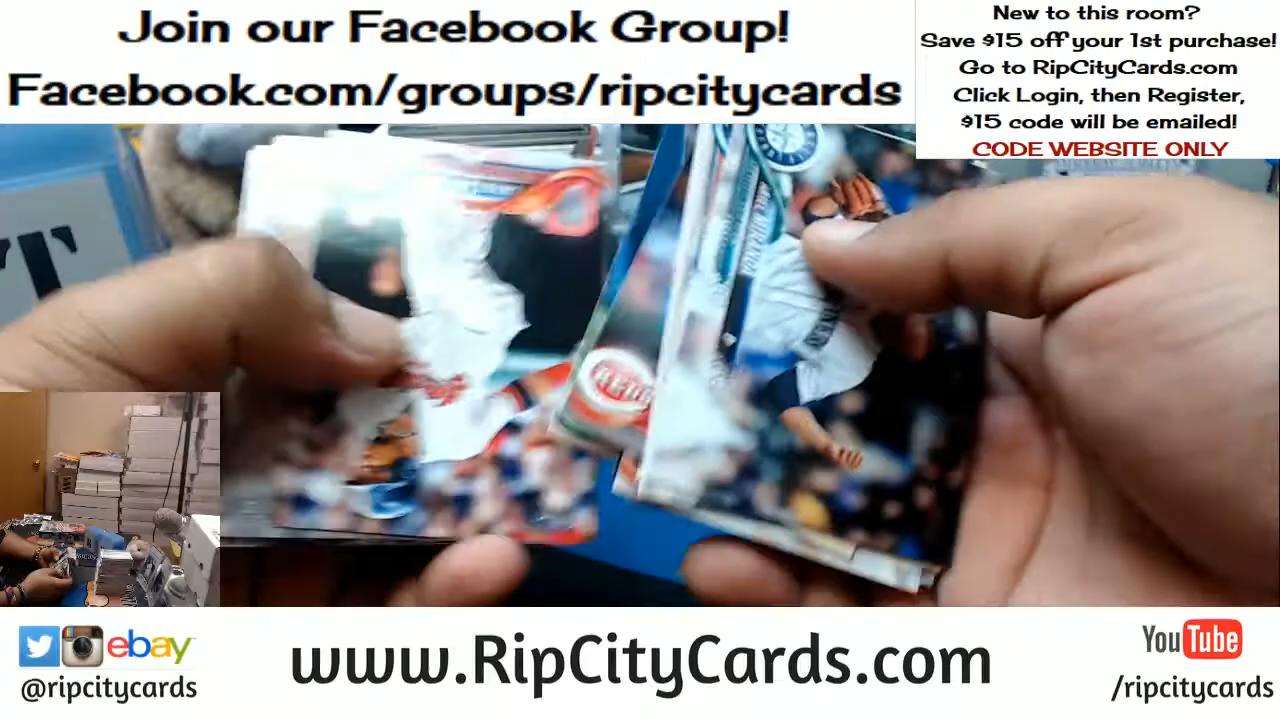 Join our Facebook Group!
Facebook.com/groups/ripcitycards
New to this room?
Save $15 off your 1st purchase!
Go to RipCityCards.com
Click Login, then Register,
$15 code will be emailed!
CODE WEBSITE ONLY
T
REDS
ebay
@ripcitycards
www.RipCityCards.com
YouTube
/ripcitycards